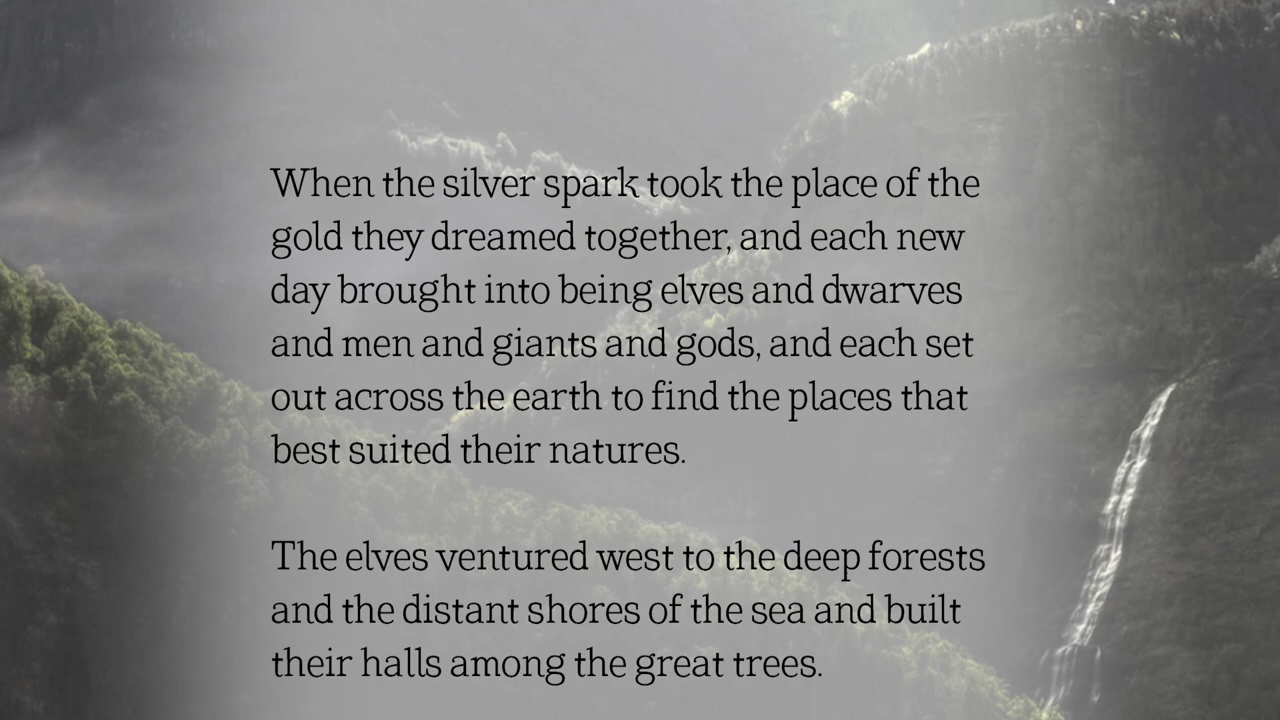 When the silver spark took the place of the
gold they dreamed together, and each new
day brought into being elves and dwarves
and men and giants and gods, and each set
out across the earth to find the places that
best suited their natures.
The elves ventured west to the deep forests
and the distant shores of the sea and built
their halls among the great trees.